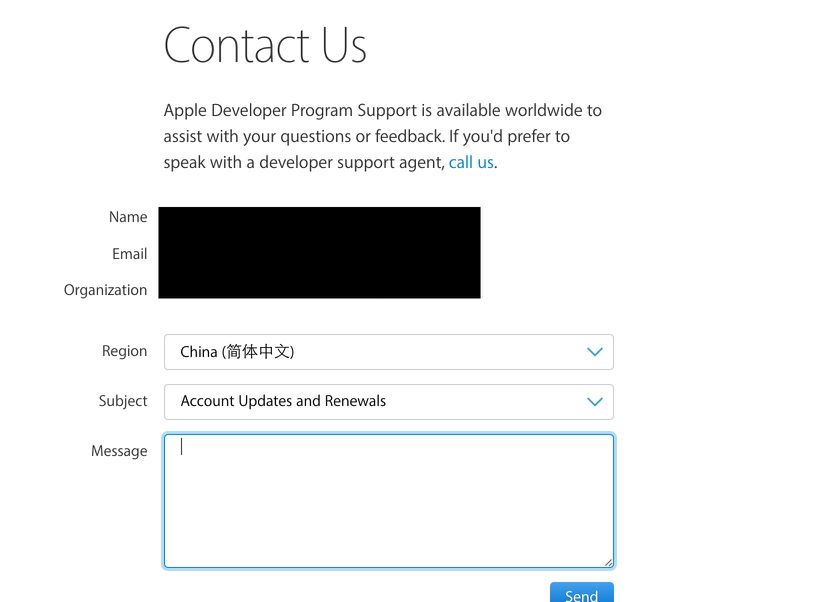 Contact Us
Apple Developer Program Support is available worldwide to
assist with your questions or feedback. If you'd prefer to
speak with a developer support agent, call us.
Name
Email
Organization
Region
China (简体中文)
Subject
Account Updates and Renewals
Message
Send